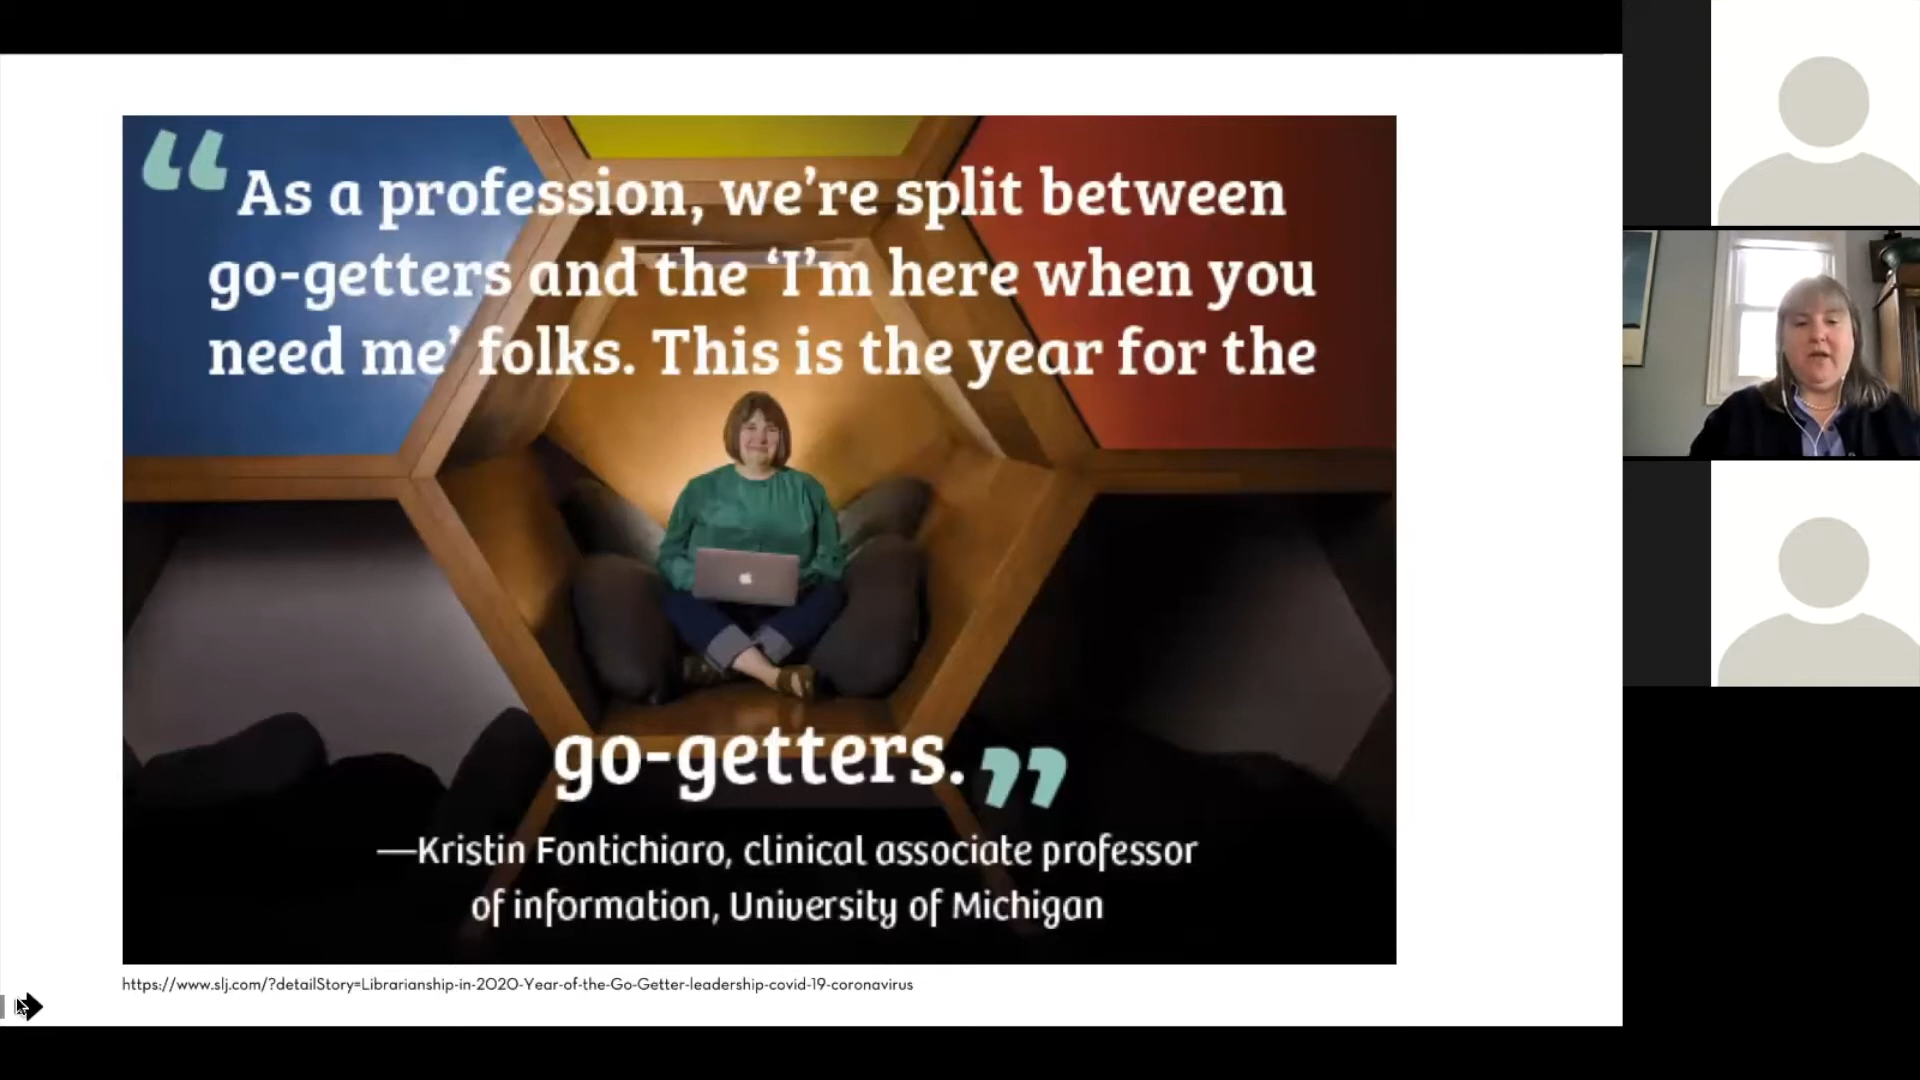 “As a profession, we’re split between
go-getters and the ‘I’m here when you
need me’ folks. This is the year for the
go-getters.”
—Kristin Fontichiaro, clinical associate professor
of information, University of Michigan
https://www.slj.com/?detailStory=Librarianship-in-2020-Year-of-the-Go-Getter-leadership-covid-19-coronavirus